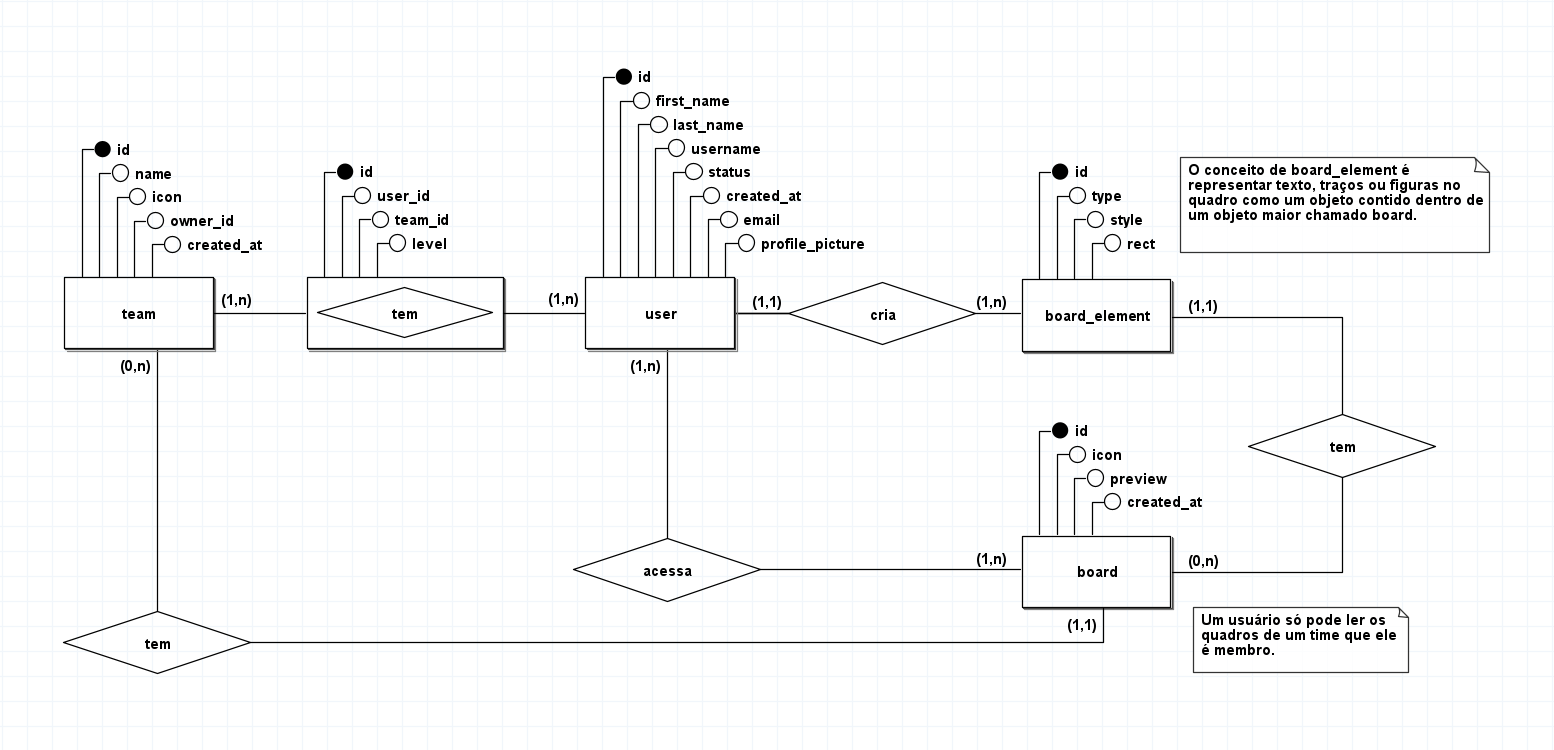 id
first_name
last_name
username
status
created_at
email
profile_picture
id
name
icon
owner_id
created_at
id
user_id
team_id
level
id
type
style
rect
O conceito de board_element é
representar texto, traços ou figuras no
quadro como um objeto contido dentro de
um objeto maior chamado board.
team
(1,n)
tem
(1,n)
user
(1,1)
cria
(1,n)
board_element
(1,1)
(0,n)
(1,n)
id
icon
preview
created_at
tem
acessa
(1,n)
board
(0,n)
(1,1)
tem
Um usuário só pode ler os
quadros de um time que ele
é membro.